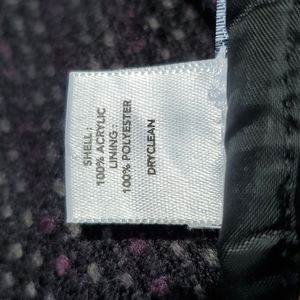 SHELL :
100% ACRYLIC
LINING :
100% POLYESTER
DRYCLEAN